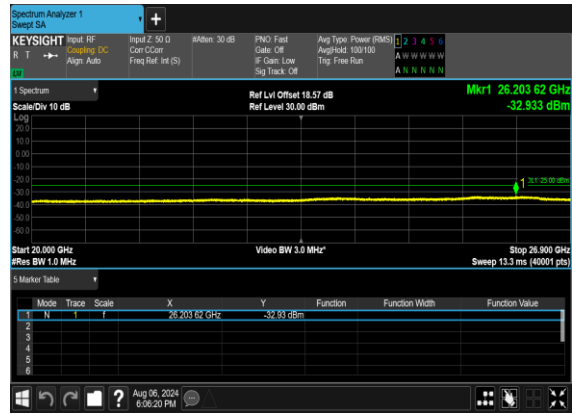 Spectrum Analyzer 1
Swept SA
+
KEYSIGHT
R T
Input: RF
Coupling: DC
Align: Auto
Input Z: 50 Ω
Corr CCorr
Freq Ref: Int (S)
#Atten: 30 dB
PNO: Fast
Gate: Off
IF Gain: Low
Sig Track: Off
Avg Type: Power (RMS)
Avg|Hold: 100/100
Trig: Free Run
1 2 3 4 5 6
A W W W W W
A N N N N N
1 Spectrum
Scale/Div 10 dB
Ref Lvl Offset 18.57 dB
Ref Level 30.00 dBm
Mkr1 26.203 62 GHz
-32.933 dBm
Log
20.0
10.0
0.00
-10.0
-20.0
-30.0
-40.0
-50.0
-60.0
1
DL1 -25.00 dBm
Start 20.000 GHz
#Res BW 1.0 MHz
Video BW 3.0 MHz*
Stop 26.900 GHz
Sweep 13.3 ms (40001 pts)
5 Marker Table
Mode Trace Scale X Y Function Function Width Function Value
1 N 1 f 26.203 62 GHz -32.93 dBm
2
3
4
5
6
?
Aug 06, 2024
6:06:20 PM